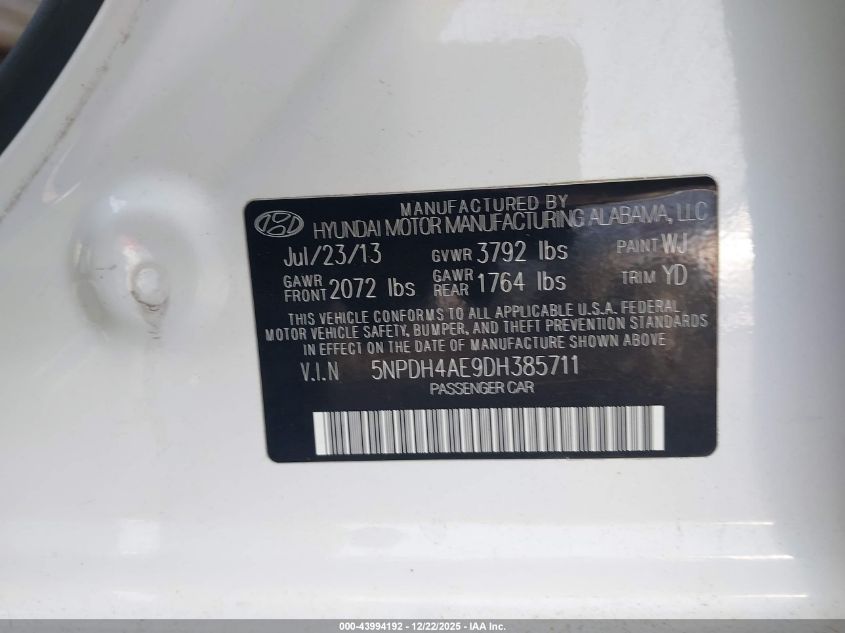 MANUFACTURED BY
HYUNDAI MOTOR MANUFACTURING ALABAMA, LLC
Jul/23/13 GVWR 3792 lbs PAINT WJ
GAWR FRONT 2072 lbs GAWR REAR 1764 lbs TRIM YD
THIS VEHICLE CONFORMS TO ALL APPLICABLE U.S.A. FEDERAL
MOTOR VEHICLE SAFETY, BUMPER, AND THEFT PREVENTION STANDARDS
IN EFFECT ON THE DATE OF MANUFACTURE SHOWN ABOVE
V.I.N 5NPDH4AE9DH385711
PASSENGER CAR
000-43994192 - 12/22/2025 - IAA Inc.